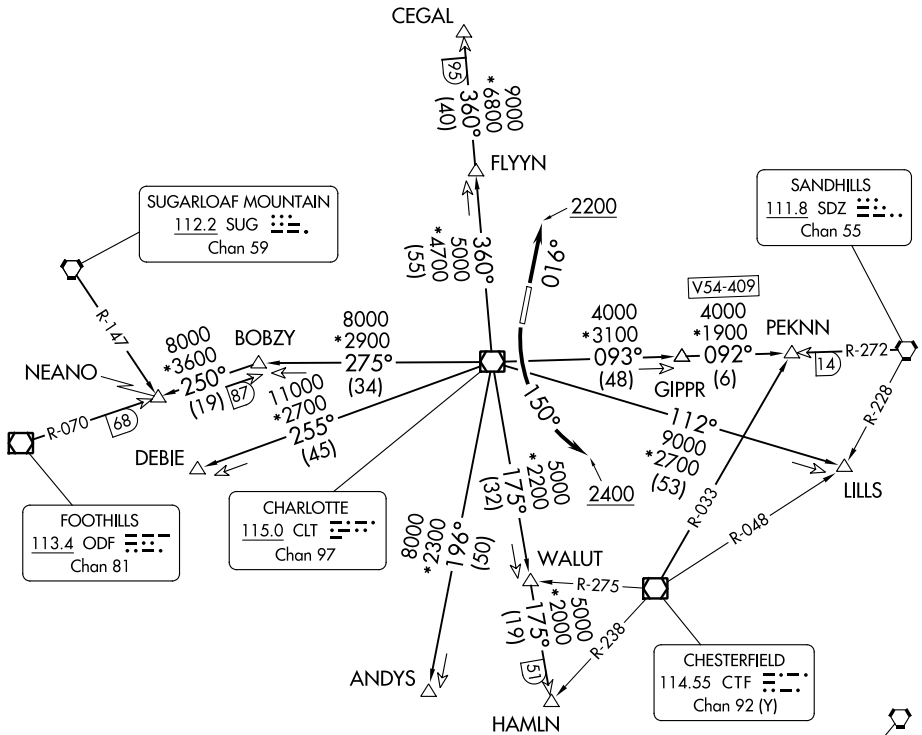 CEGAL
95
9000
*6800
360°
(40)
FLYYN
SUGARLOAF MOUNTAIN
112.2 SUG
Chan 59
2200
SANDHILLS
111.8 SDZ
Chan 55
5000
*4700
360°
(55)
016°
R-147
V54-409
8000
*3600
250°
(19)
BOBZY
8000
*2900
275°
(34)
4000
*3100
093°
(48)
4000
*1900
092°
(6)
PEKNN
14
R-272
NEANO
87
GIPPR
R-228
R-070
68
11000
*2700
255°
(45)
150°
112°
9000
*2700
(53)
DEBIE
LILLS
FOOTHILLS
113.4 ODF
Chan 81
CHARLOTTE
115.0 CLT
Chan 97
5000
*2200
175°
(32)
2400
R-033
R-048
8000
*2300
196°
(50)
WALUT
R-275
5000
*2000
175°
(19)
R-238
51
ANDYS
HAMLN
CHESTERFIELD
114.55 CTF
Chan 92 (Y)